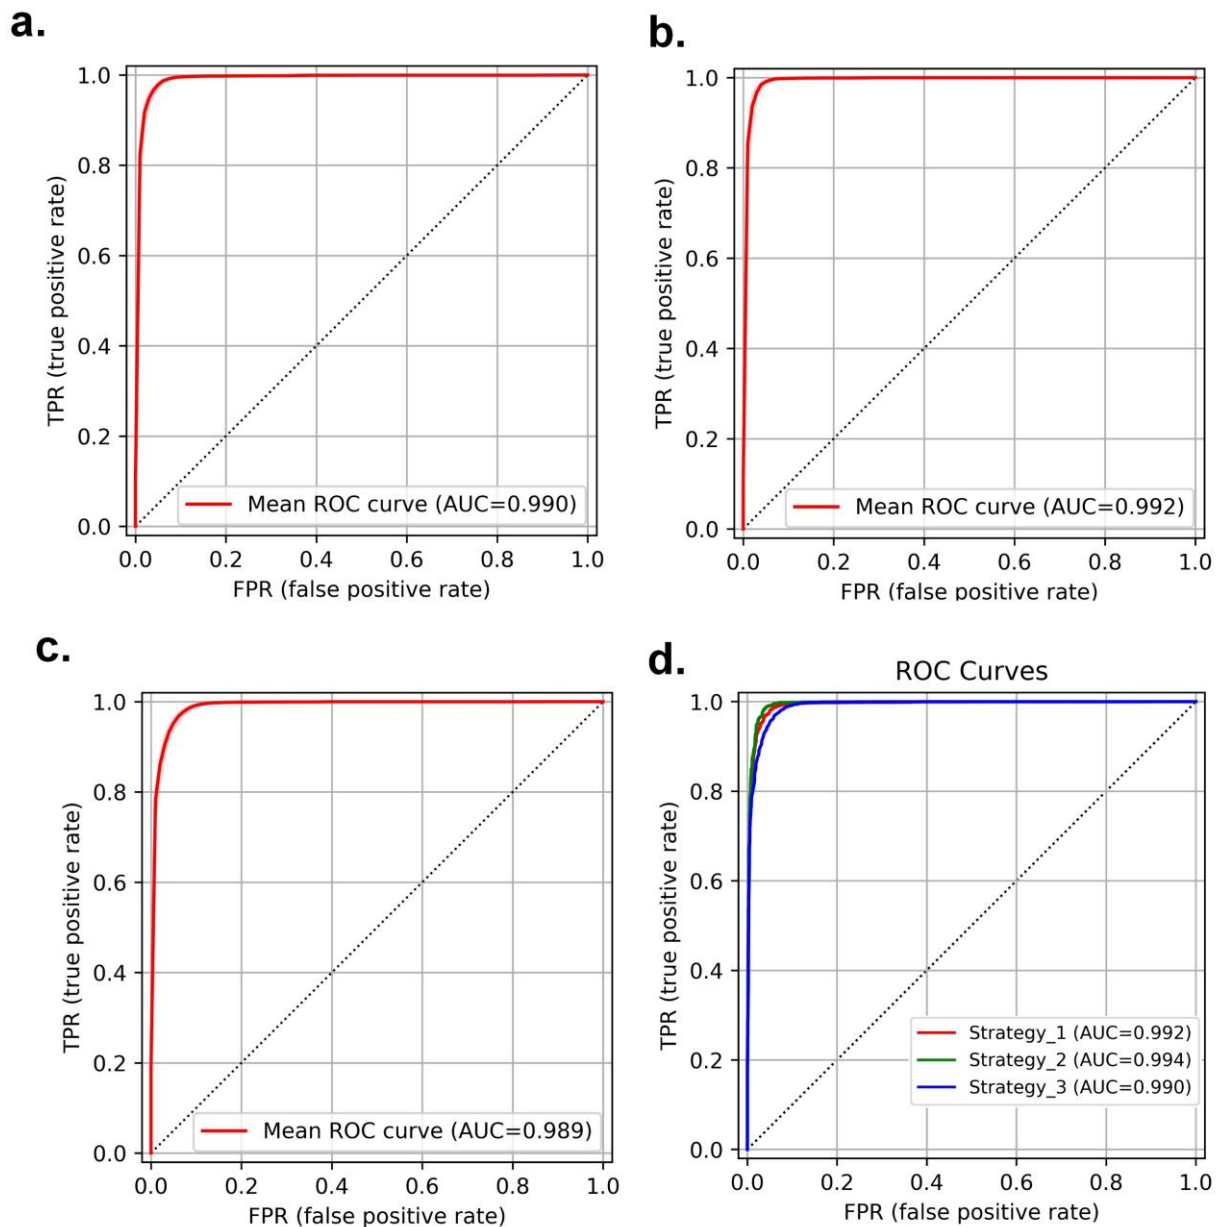 a.
1.0
0.8
0.6
0.4
0.2
0.0
TPR (true positive rate)
Mean ROC curve (AUC=0.990)
0.0 0.2 0.4 0.6 0.8 1.0
FPR (false positive rate)
b.
1.0
0.8
0.6
0.4
0.2
0.0
TPR (true positive rate)
Mean ROC curve (AUC=0.992)
0.0 0.2 0.4 0.6 0.8 1.0
FPR (false positive rate)
c.
1.0
0.8
0.6
0.4
0.2
0.0
TPR (true positive rate)
Mean ROC curve (AUC=0.989)
0.0 0.2 0.4 0.6 0.8 1.0
FPR (false positive rate)
d.
ROC Curves
1.0
0.8
0.6
0.4
0.2
0.0
TPR (true positive rate)
Strategy_1 (AUC=0.992)
Strategy_2 (AUC=0.994)
Strategy_3 (AUC=0.990)
0.0 0.2 0.4 0.6 0.8 1.0
FPR (false positive rate)